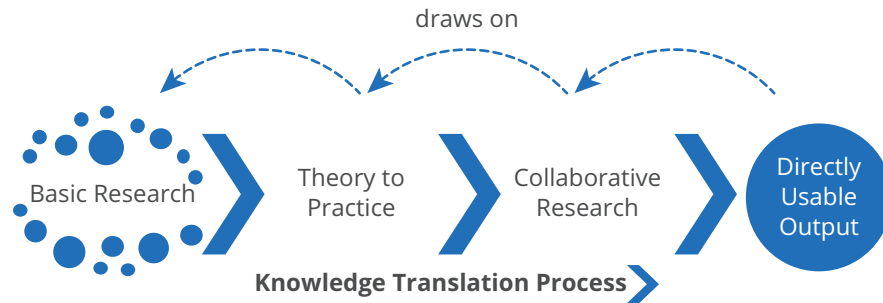 draws on
Basic Research
Theory to
Practice
Collaborative
Research
Directly
Usable
Output
Knowledge Translation Process